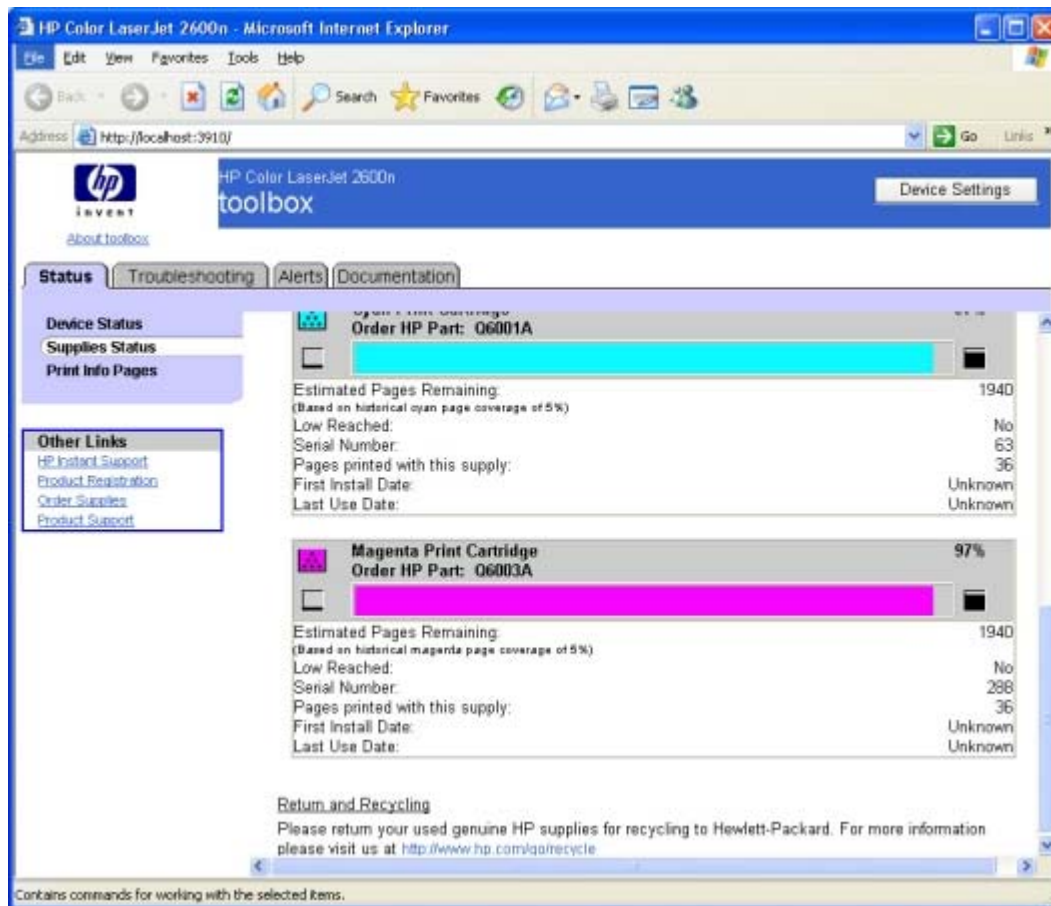 HP Color LaserJet 2600n - Microsoft Internet Explorer
File Edit View Favorites Tools Help
Back Search Favorites
Address http://localhost:3910/ Go Links
hp
invent
HP Color LaserJet 2600n
toolbox
Device Settings
About toolbox
Status Troubleshooting Alerts Documentation
Device Status
Supplies Status
Print Info Pages
Other Links
HP Instant Support
Product Registration
Order Supplies
Product Support
Cyan Print Cartridge
Order HP Part: Q6001A
Estimated Pages Remaining: 1940
(Based on historical cyan page coverage of 5%)
Low Reached: No
Serial Number: 63
Pages printed with this supply: 36
First Install Date: Unknown
Last Use Date: Unknown
Magenta Print Cartridge 97%
Order HP Part: Q6003A
Estimated Pages Remaining: 1940
(Based on historical magenta page coverage of 5%)
Low Reached: No
Serial Number: 288
Pages printed with this supply: 36
First Install Date: Unknown
Last Use Date: Unknown
Return and Recycling
Please return your used genuine HP supplies for recycling to Hewlett-Packard. For more information
please visit us at http://www.hp.com/go/recycle
Contains commands for working with the selected items.